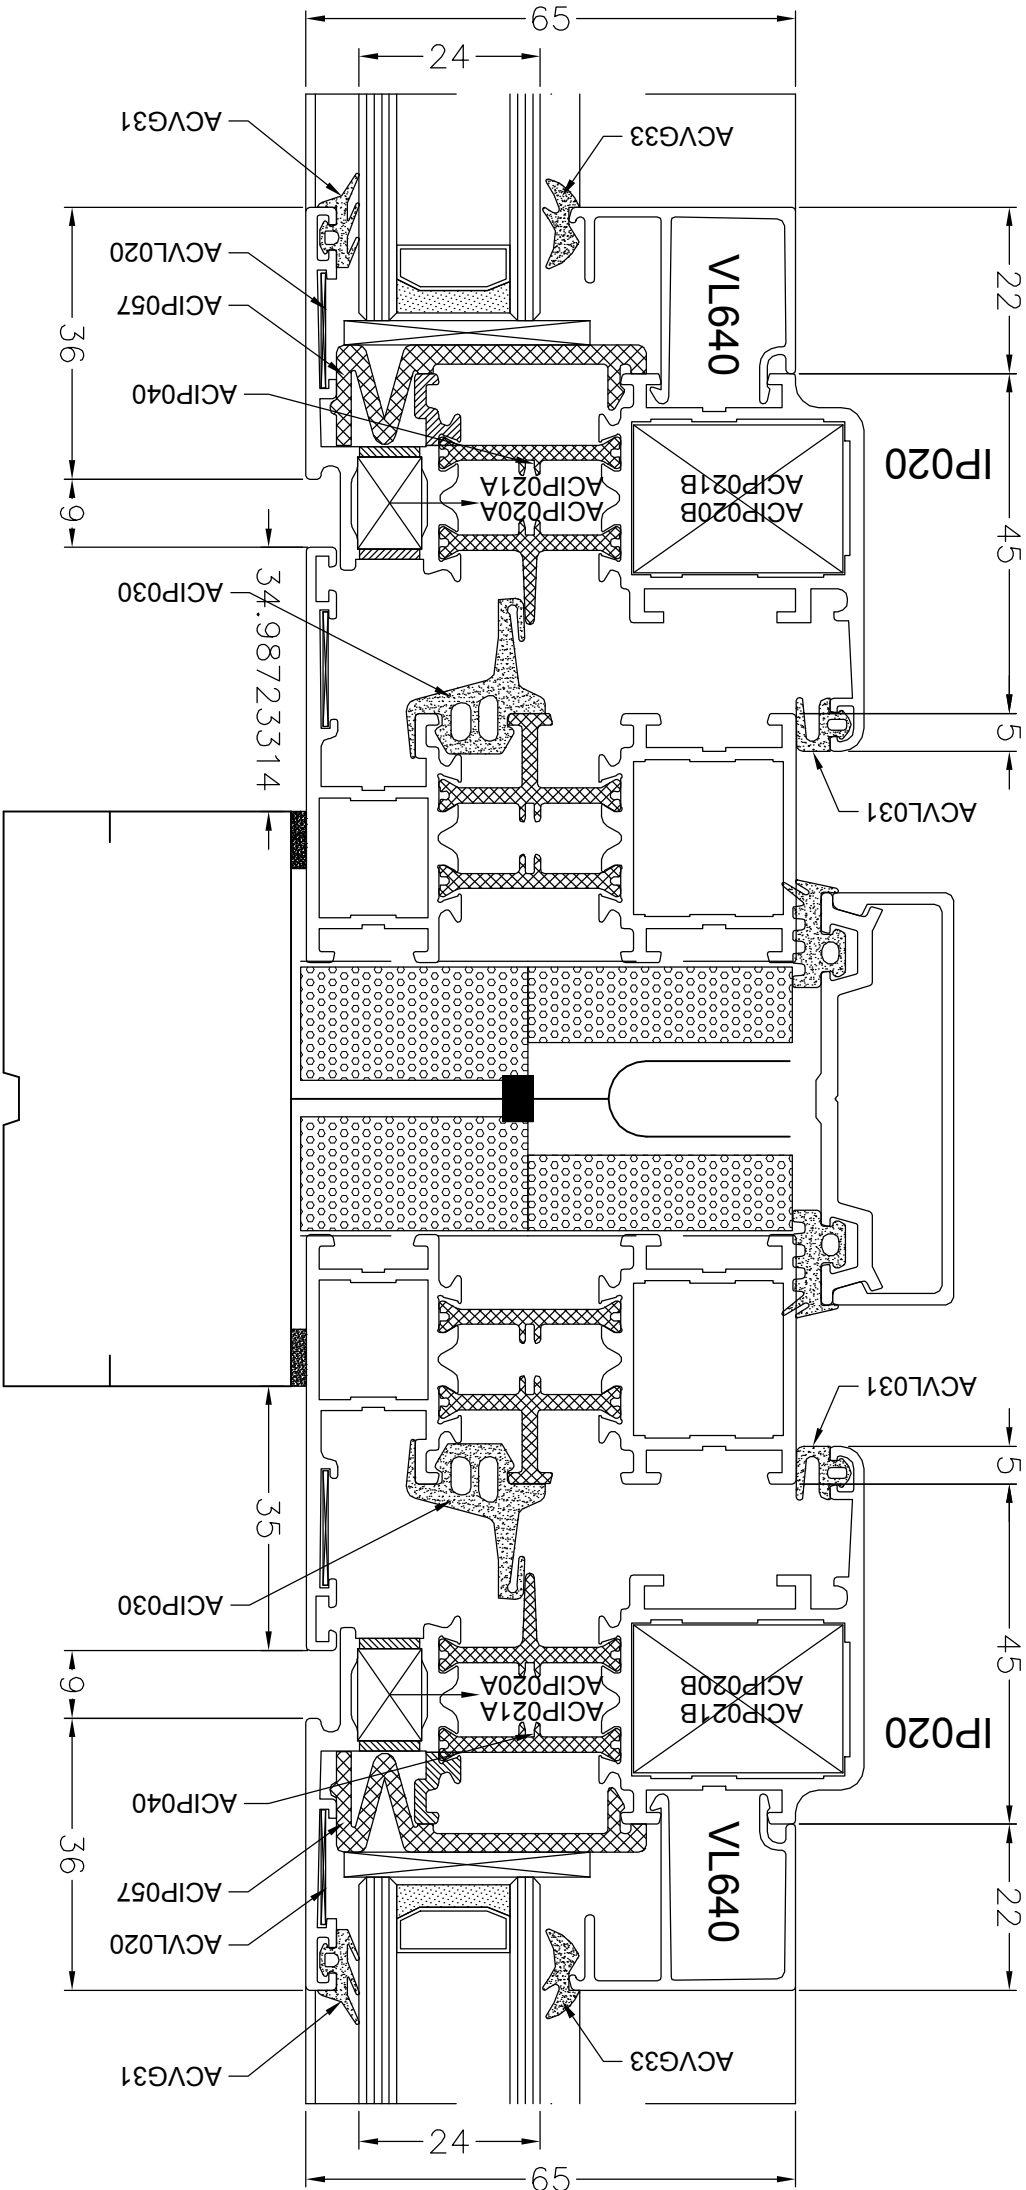 65
24
ACVG31
ACVG33
ACVL020
ACIP057
ACIP040
36
9
34.98723314
VL640
22
IP020
45
5
ACIP021A
ACIP020A
ACIP021B
ACIP020B
ACIP030
ACVL031
ACVL031
5
35
ACIP030
45
9
ACIP020A
ACIP021A
ACIP020B
ACIP021B
IP020
ACIP040
36
ACIP057
ACVL020
VL640
22
ACVG31
ACVG33
24
65